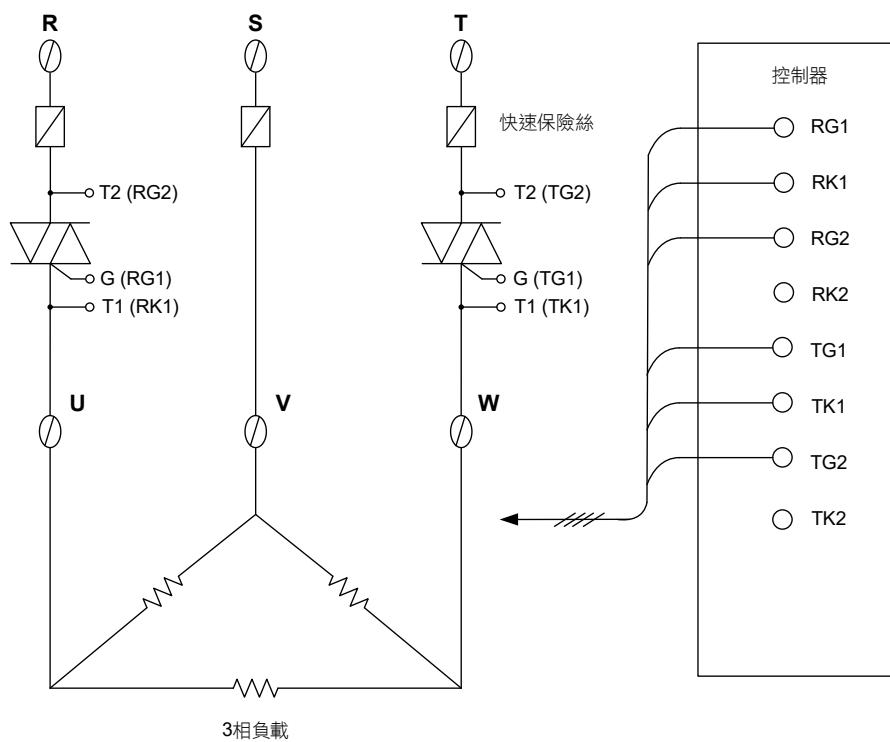 R
S
T
控制器
快速保險絲
RG1
RK1
RG2
RK2
TG1
TK1
TG2
TK2
T2 (RG2)
G (RG1)
T1 (RK1)
T2 (TG2)
G (TG1)
T1 (TK1)
U
V
W
3相負載